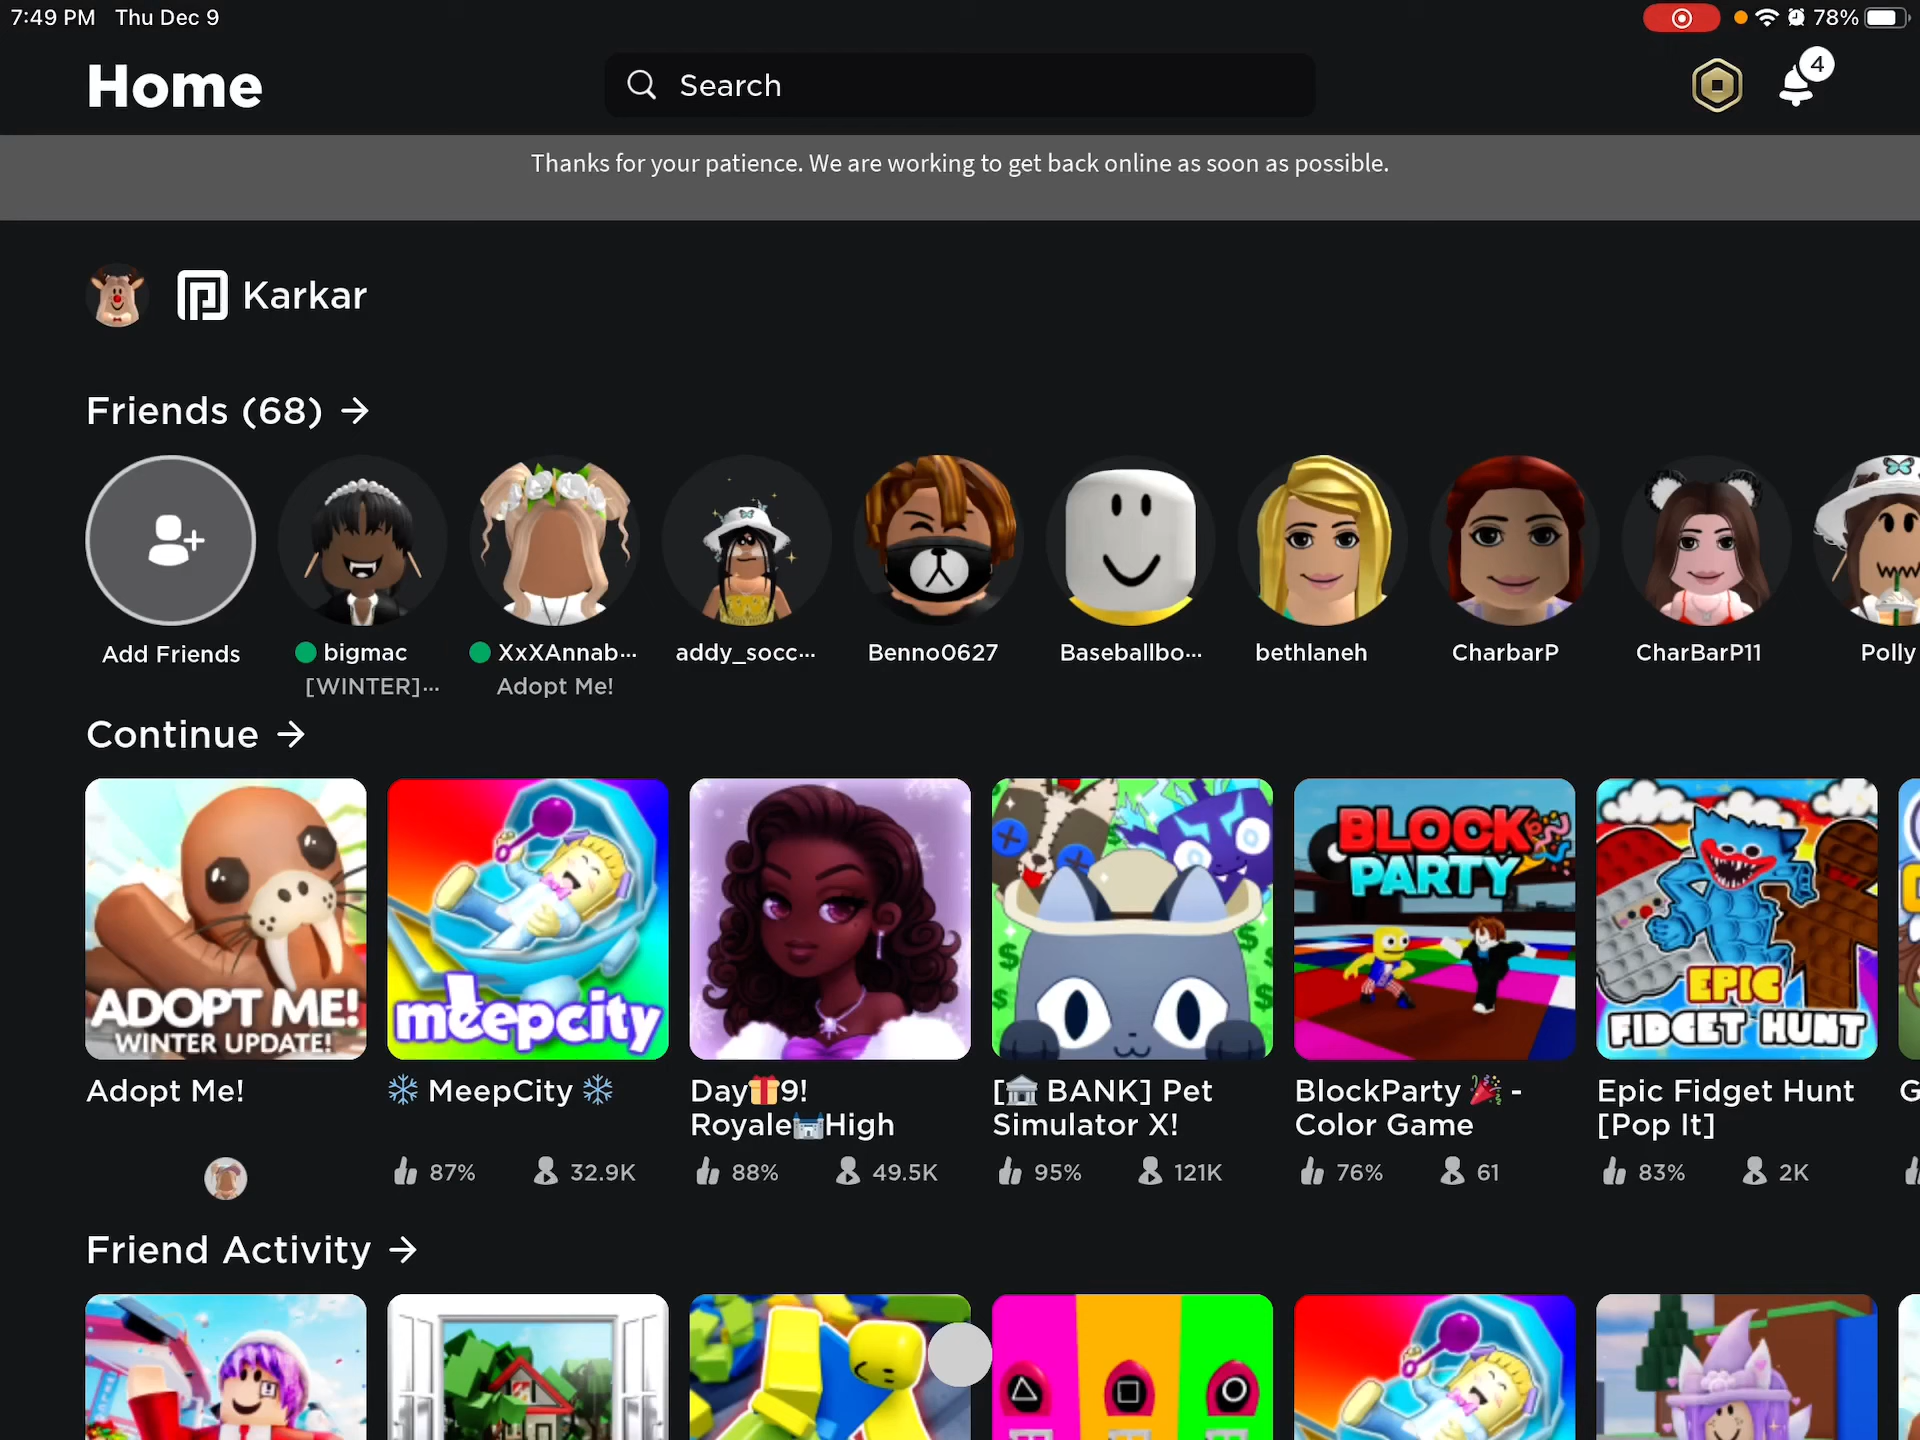 7:49 PM Thu Dec 9
78%
Home
Search
4
Thanks for your patience. We are working to get back online as soon as possible.
Karkar
Friends (68) →
Add Friends
bigmac
XxXAnnab...
addy_socc...
Benno0627
Baseballbo...
bethlaneh
CharbarP
CharBarP11
Polly
[WINTER]...
Adopt Me!
Continue →
ADOPT ME!
WINTER UPDATE!
meepcity
BLOCK
PARTY
EPIC
FIDGET HUNT
Adopt Me!
❄️ MeepCity ❄️
Day🎁9!
Royale🏰High
[🏛️ BANK] Pet
Simulator X!
BlockParty 🎉 -
Color Game
Epic Fidget Hunt
[Pop It]
G
87% 32.9K
88% 49.5K
95% 121K
76% 61
83% 2K
Friend Activity →